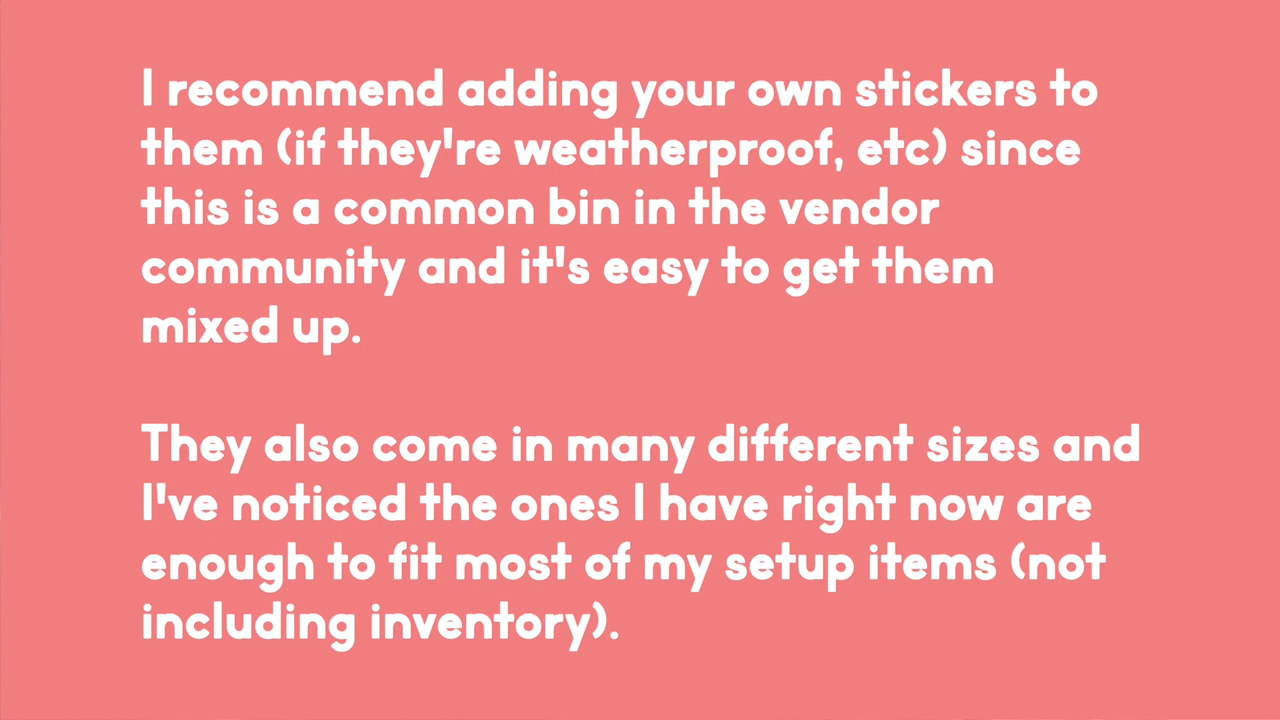 I recommend adding your own stickers to
them (if they're weatherproof, etc) since
this is a common bin in the vendor
community and it's easy to get them
mixed up.
They also come in many different sizes and
I've noticed the ones I have right now are
enough to fit most of my setup items (not
including inventory).